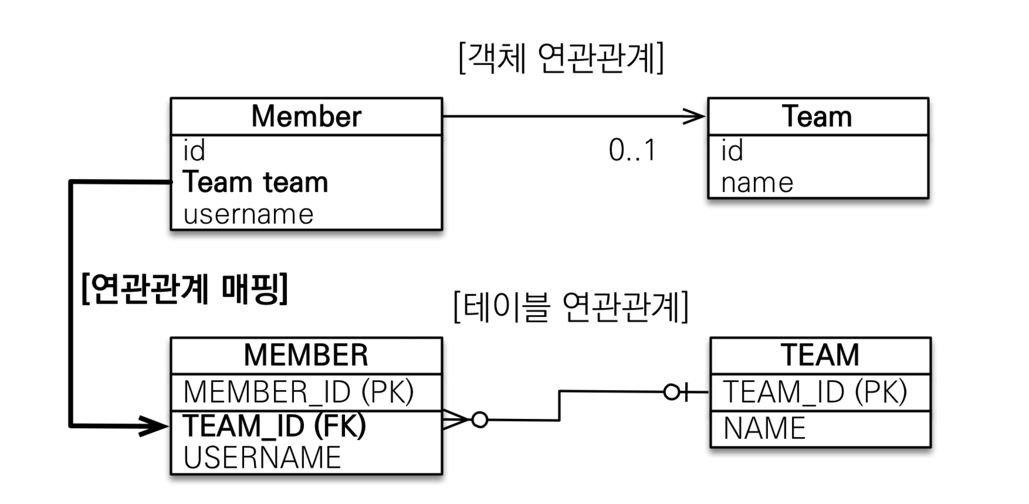 [객체 연관관계]
Member
id
Team team
username
0..1
Team
id
name
[연관관계 매핑]
[테이블 연관관계]
MEMBER
MEMBER_ID (PK)
TEAM_ID (FK)
USERNAME
TEAM
TEAM_ID (PK)
NAME